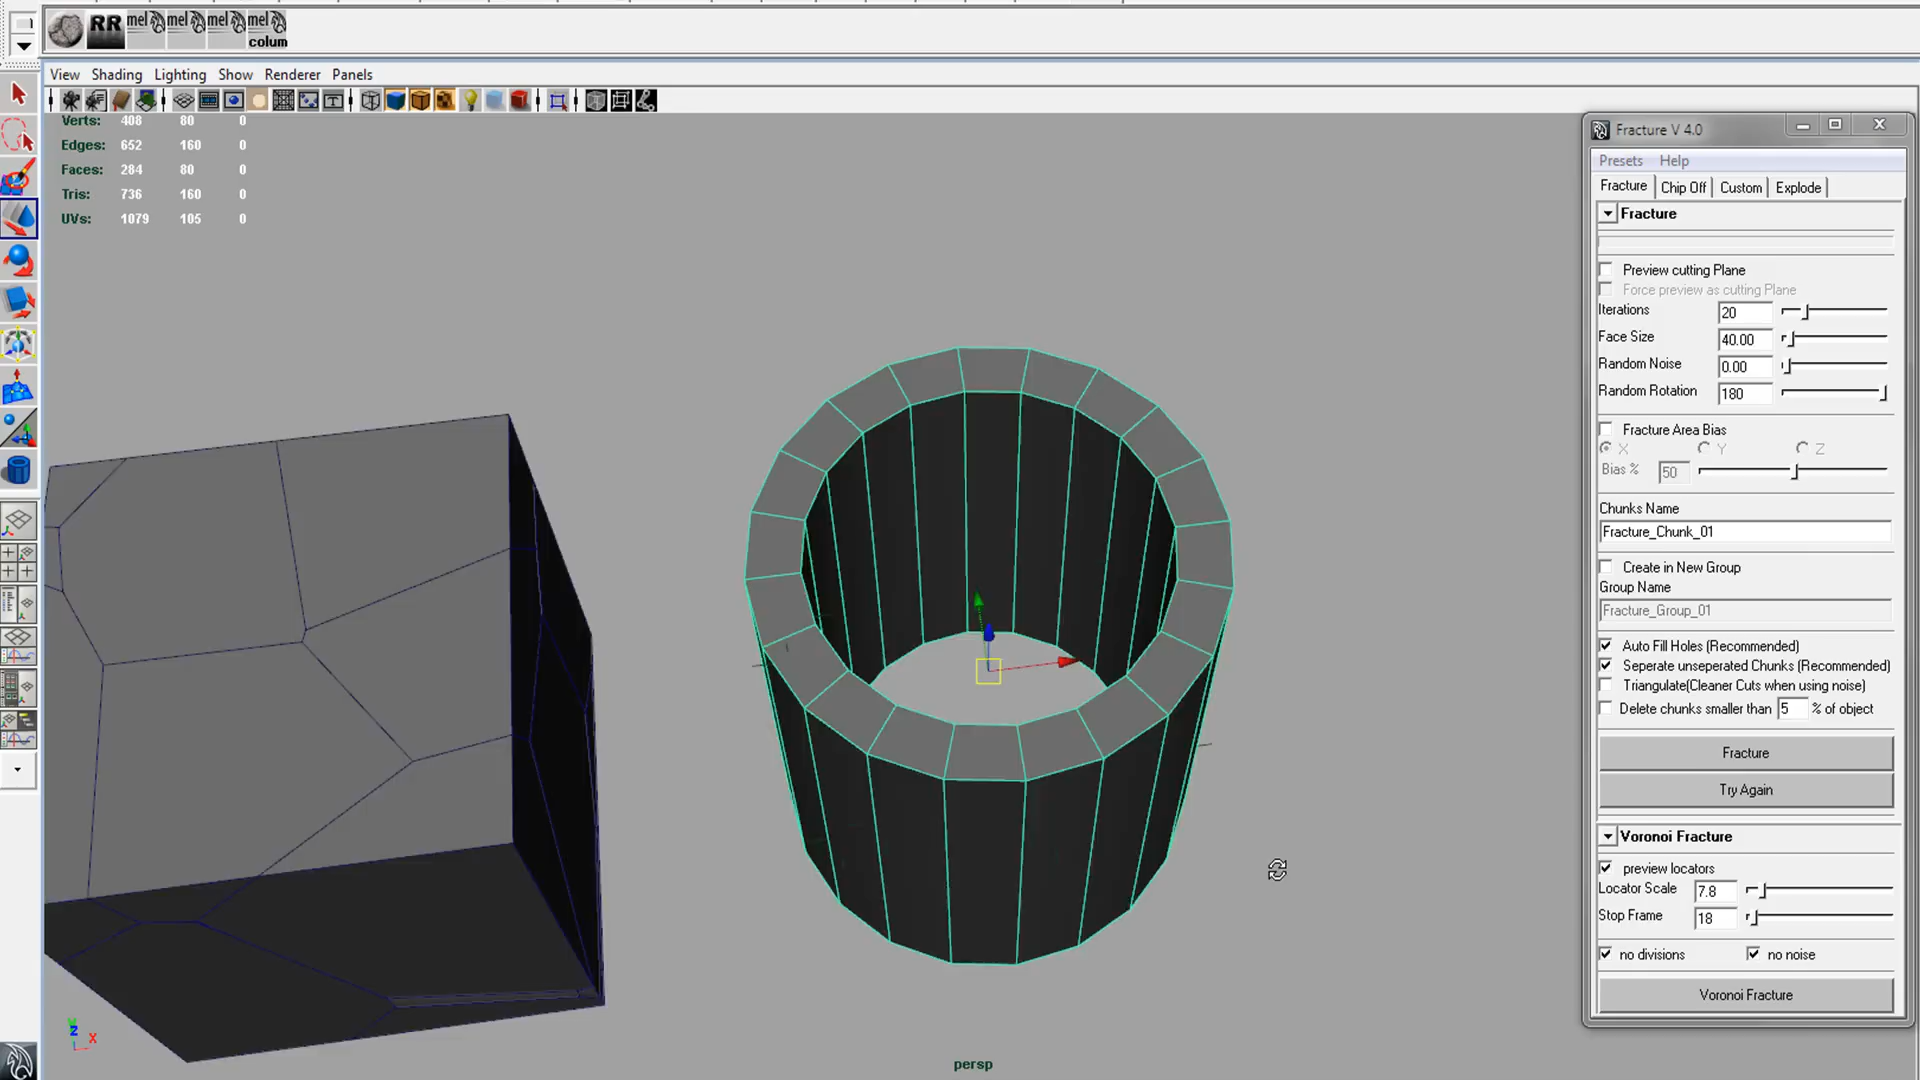 RR
mel
mel
mel
mel
colum
View Shading Lighting Show Renderer Panels
Verts: 408 80 0
Edges: 652 160 0
Faces: 284 80 0
Tris: 736 160 0
UVs: 1079 105 0
Fracture V 4.0
Presets Help
Fracture Chip Off Custom Explode
Fracture
Preview cutting Plane
Force preview as cutting Plane
Iterations 20
Face Size 40.00
Random Noise 0.00
Random Rotation 180
Fracture Area Bias
X Y Z
Bias % 50
Chunks Name
Fracture_Chunk_01
Create in New Group
Group Name
Fracture_Group_01
Auto Fill Holes (Recommended)
Seperate unseperated Chunks (Recommended)
Triangulate(Cleaner Cuts when using noise)
Delete chunks smaller than 5 % of object
Fracture
Try Again
Voronoi Fracture
preview locators
Locator Scale 7.8
Stop Frame 18
no divisions no noise
Voronoi Fracture
Y
Z
X
persp